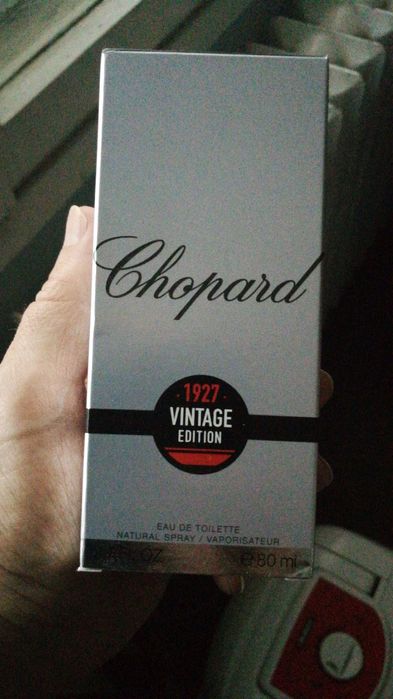 Chopard
1927
VINTAGE
EDITION
EAU DE TOILETTE
NATURAL SPRAY / VAPORISATEUR
OZ ℮80 ml